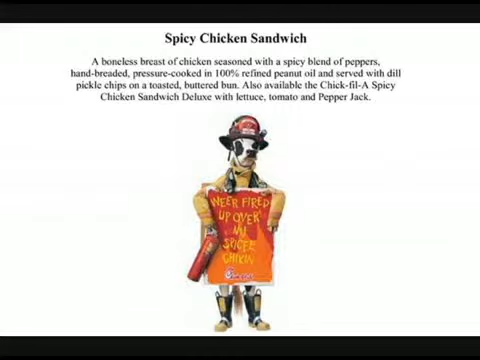 Spicy Chicken Sandwich
A boneless breast of chicken seasoned with a spicy blend of peppers,
hand-breaded, pressure-cooked in 100% refined peanut oil and served with dill
pickle chips on a toasted, buttered bun. Also available the Chick-fil-A Spicy
Chicken Sandwich Deluxe with lettuce, tomato and Pepper Jack.
WEER FIRED
UP OVER
NU
SPICEE
CHIKIN